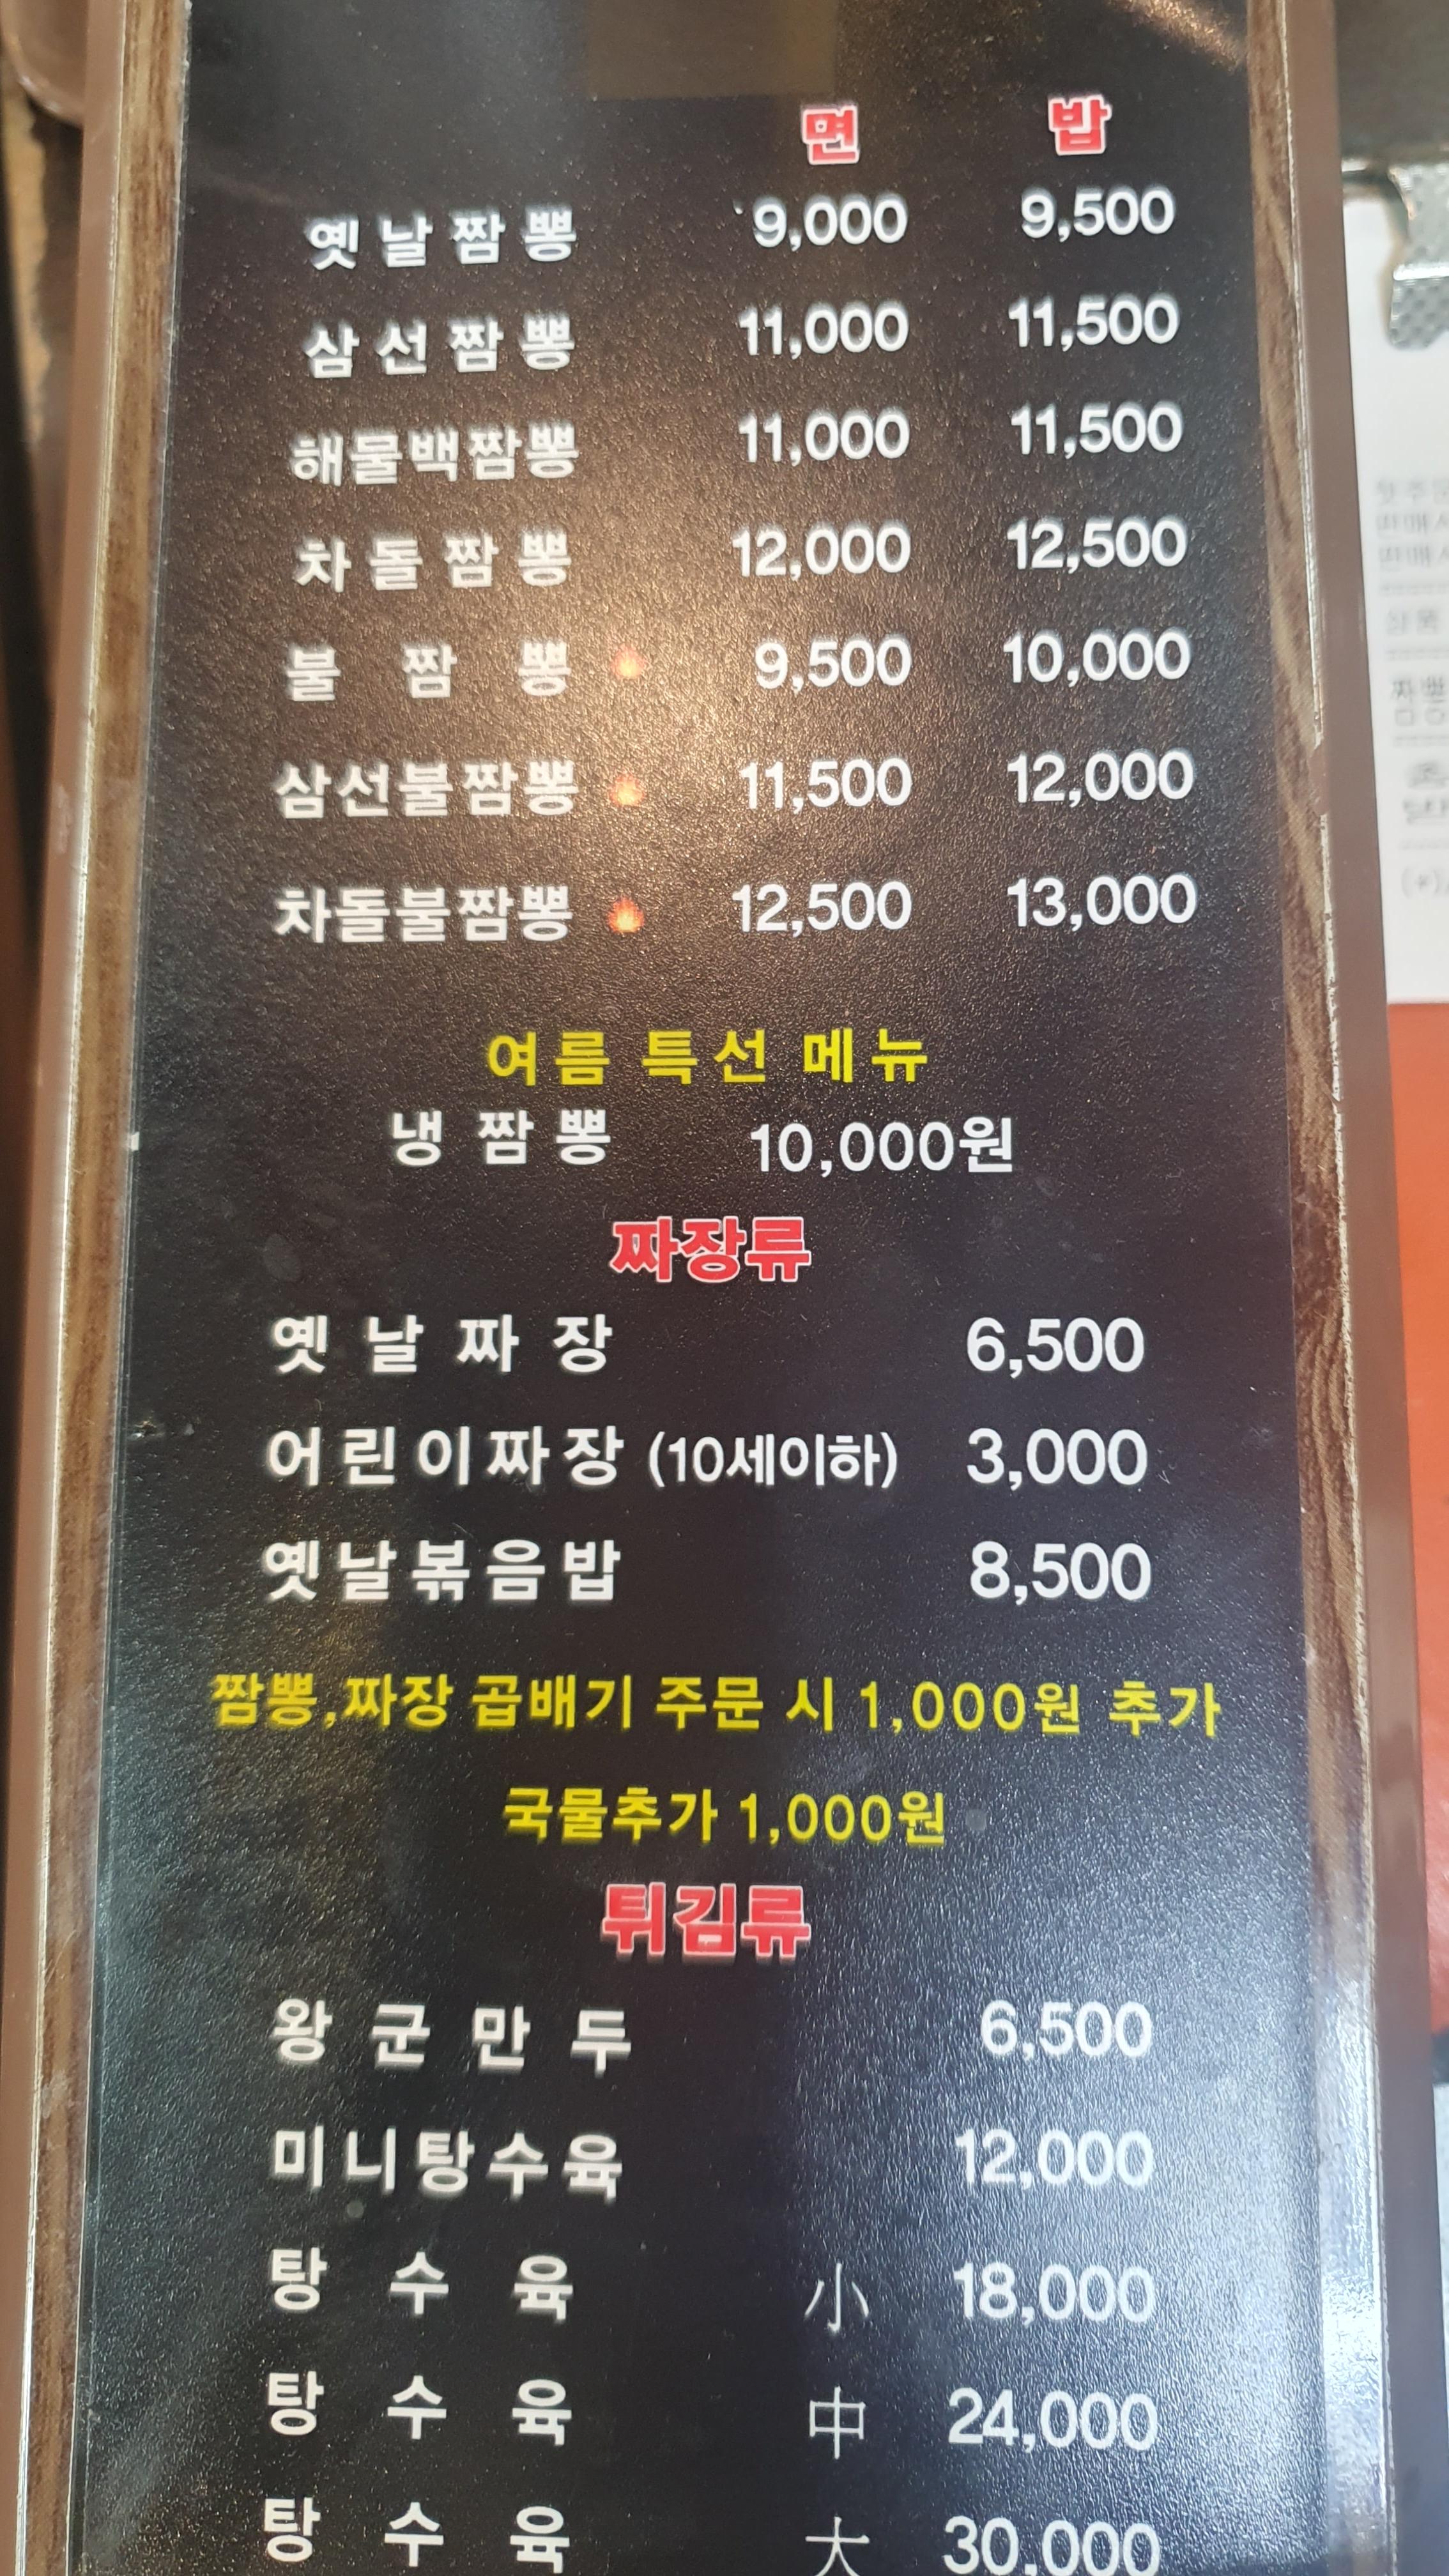 면 밥
옛날짬뽕 9,000 9,500
삼선짬뽕 11,000 11,500
해물백짬뽕 11,000 11,500
차돌짬뽕 12,000 12,500
불짬뽕 9,500 10,000
삼선불짬뽕 11,500 12,000
차돌불짬뽕 12,500 13,000
여름 특선 메뉴
냉짬뽕 10,000원
짜장류
옛날짜장 6,500
어린이짜장 (10세이하) 3,000
옛날볶음밥 8,500
짬뽕,짜장 곱배기 주문 시 1,000원 추가
국물추가 1,000원
튀김류
왕군만두 6,500
미니탕수육 12,000
탕수육 小 18,000
탕수육 中 24,000
탕수육 大 30,000